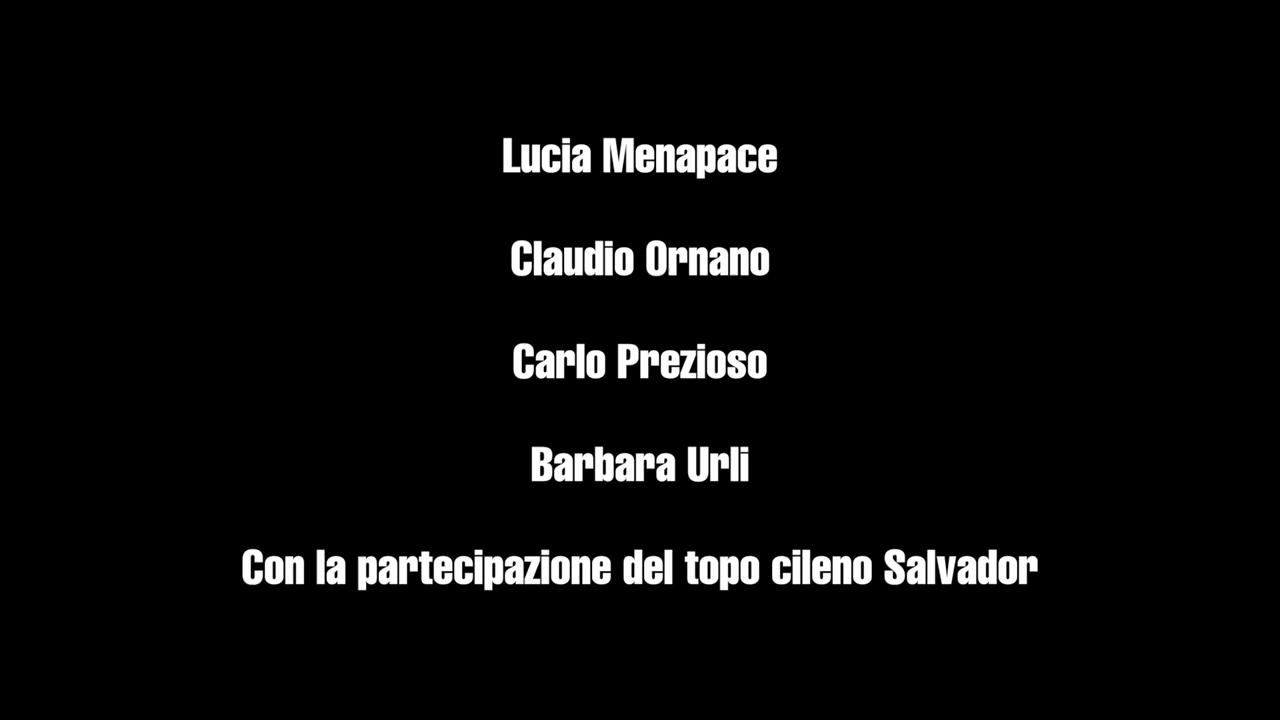 Lucia Menapace
Claudio Ornano
Carlo Prezioso
Barbara Urli
Con la partecipazione del topo cileno Salvador